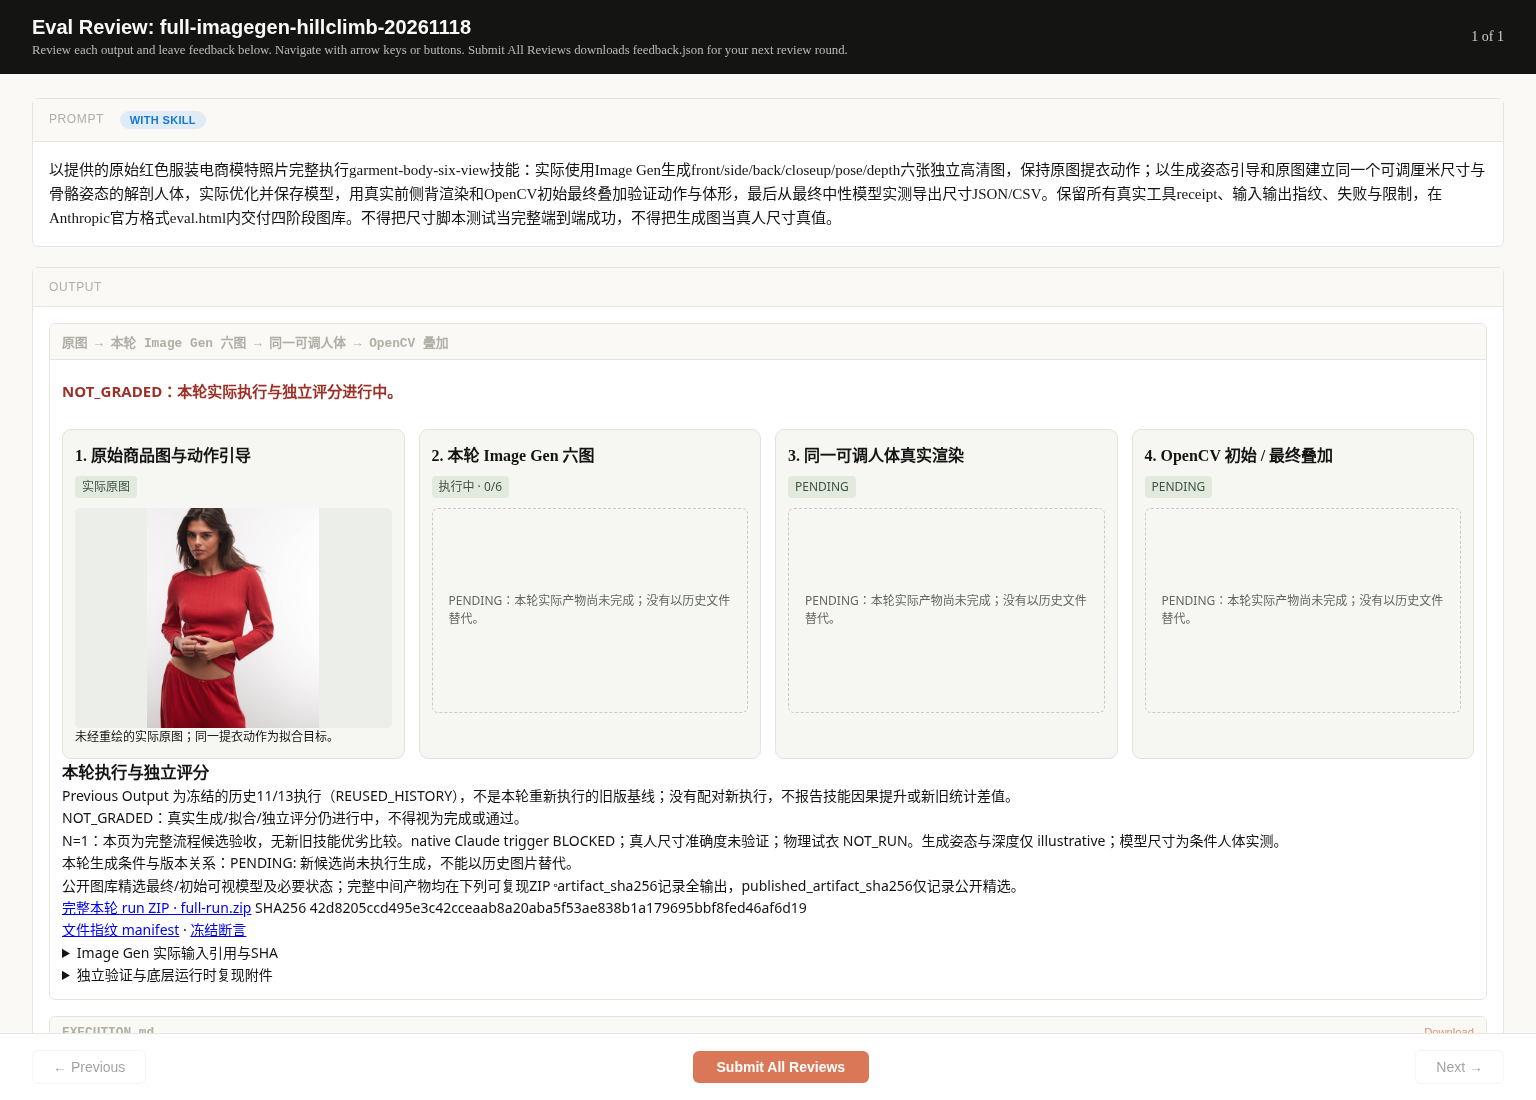 Eval Review: full-imagegen-hillclimb-20261118
Review each output and leave feedback below. Navigate with arrow keys or buttons. Submit All Reviews downloads feedback.json for your next review round.
1 of 1
PROMPT WITH SKILL
以提供的原始红色服装电商模特照片完整执行garment-body-six-view技能：实际使用Image Gen生成front/side/back/closeup/pose/depth六张独立高清图，保持原图提衣动作；以生成姿态引导和原图建立同一个可调厘米尺寸与
骨骼姿态的解剖人体，实际优化并保存模型，用真实前侧背渲染和OpenCV初始最终叠加验证动作与体形，最后从最终中性模型实测导出尺寸JSON/CSV。保留所有真实工具receipt、输入输出指纹、失败与限制，在
Anthropic官方格式eval.html内交付四阶段图库。不得把尺寸脚本测试当完整端到端成功，不得把生成图当真人尺寸真值。
OUTPUT
原图 → 本轮 Image Gen 六图 → 同一可调人体 → OpenCV 叠加
NOT_GRADED：本轮实际执行与独立评分进行中。
1. 原始商品图与动作引导
实际原图
未经重绘的实际原图；同一提衣动作为拟合目标。
2. 本轮 Image Gen 六图
执行中 · 0/6
PENDING：本轮实际产物尚未完成；没有以历史文件
替代。
3. 同一可调人体真实渲染
PENDING
PENDING：本轮实际产物尚未完成；没有以历史文件
替代。
4. OpenCV 初始 / 最终叠加
PENDING
PENDING：本轮实际产物尚未完成；没有以历史文件
替代。
本轮执行与独立评分
Previous Output 为冻结的历史11/13执行（REUSED_HISTORY），不是本轮重新执行的旧版基线；没有配对新执行，不报告技能因果提升或新旧统计差值。
NOT_GRADED：真实生成/拟合/独立评分仍进行中，不得视为完成或通过。
N=1：本页为完整流程候选验收，无新旧技能优劣比较。native Claude trigger BLOCKED；真人尺寸准确度未验证；物理试衣 NOT_RUN。生成姿态与深度仅 illustrative；模型尺寸为条件人体实测。
本轮生成条件与版本关系：PENDING: 新候选尚未执行生成，不能以历史图片替代。
公开图库精选最终/初始可视模型及必要状态；完整中间产物均在下列可复现ZIP。artifact_sha256记录全输出，published_artifact_sha256仅记录公开精选。
完整本轮 run ZIP · full-run.zip SHA256 42d8205ccd495e3c42cceaab8a20aba5f53ae838b1a179695bbf8fed46af6d19
文件指纹 manifest · 冻结断言
▶ Image Gen 实际输入引用与SHA
▶ 独立验证与底层运行时复现附件
EXECUTION.md
Download
← Previous
Submit All Reviews
Next →